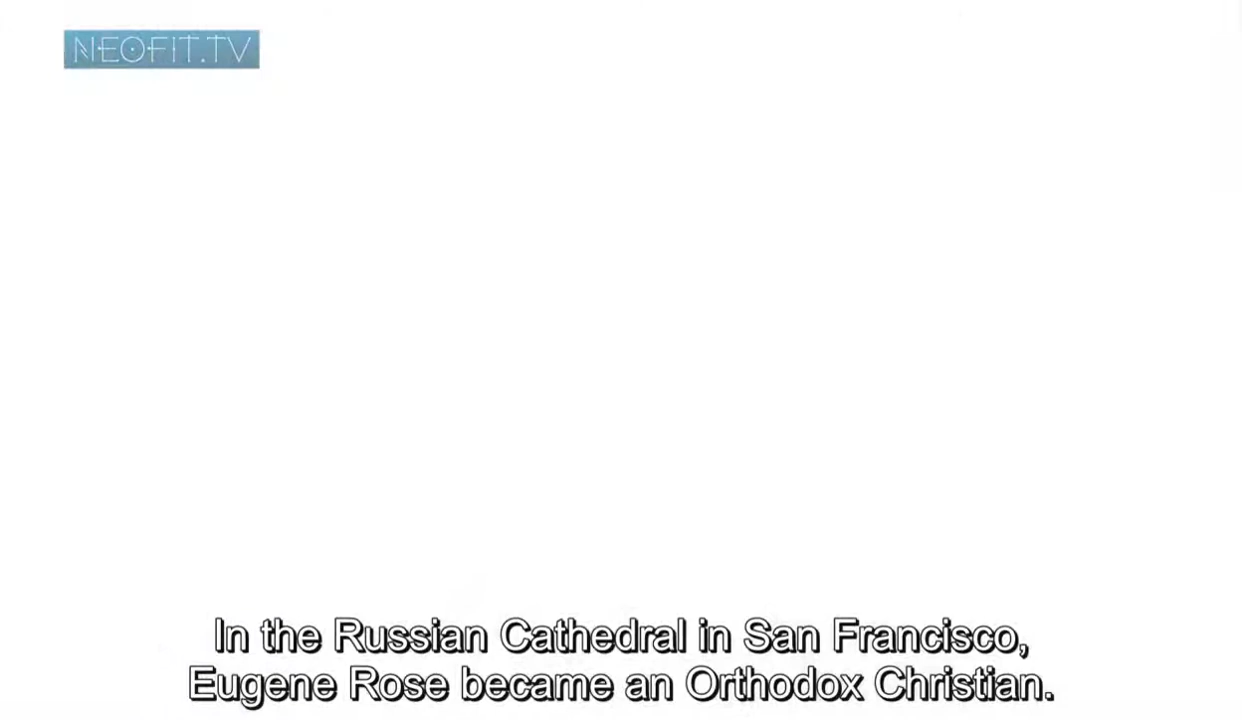 NEOFIT.TV
In the Russian Cathedral in San Francisco,
Eugene Rose became an Orthodox Christian.